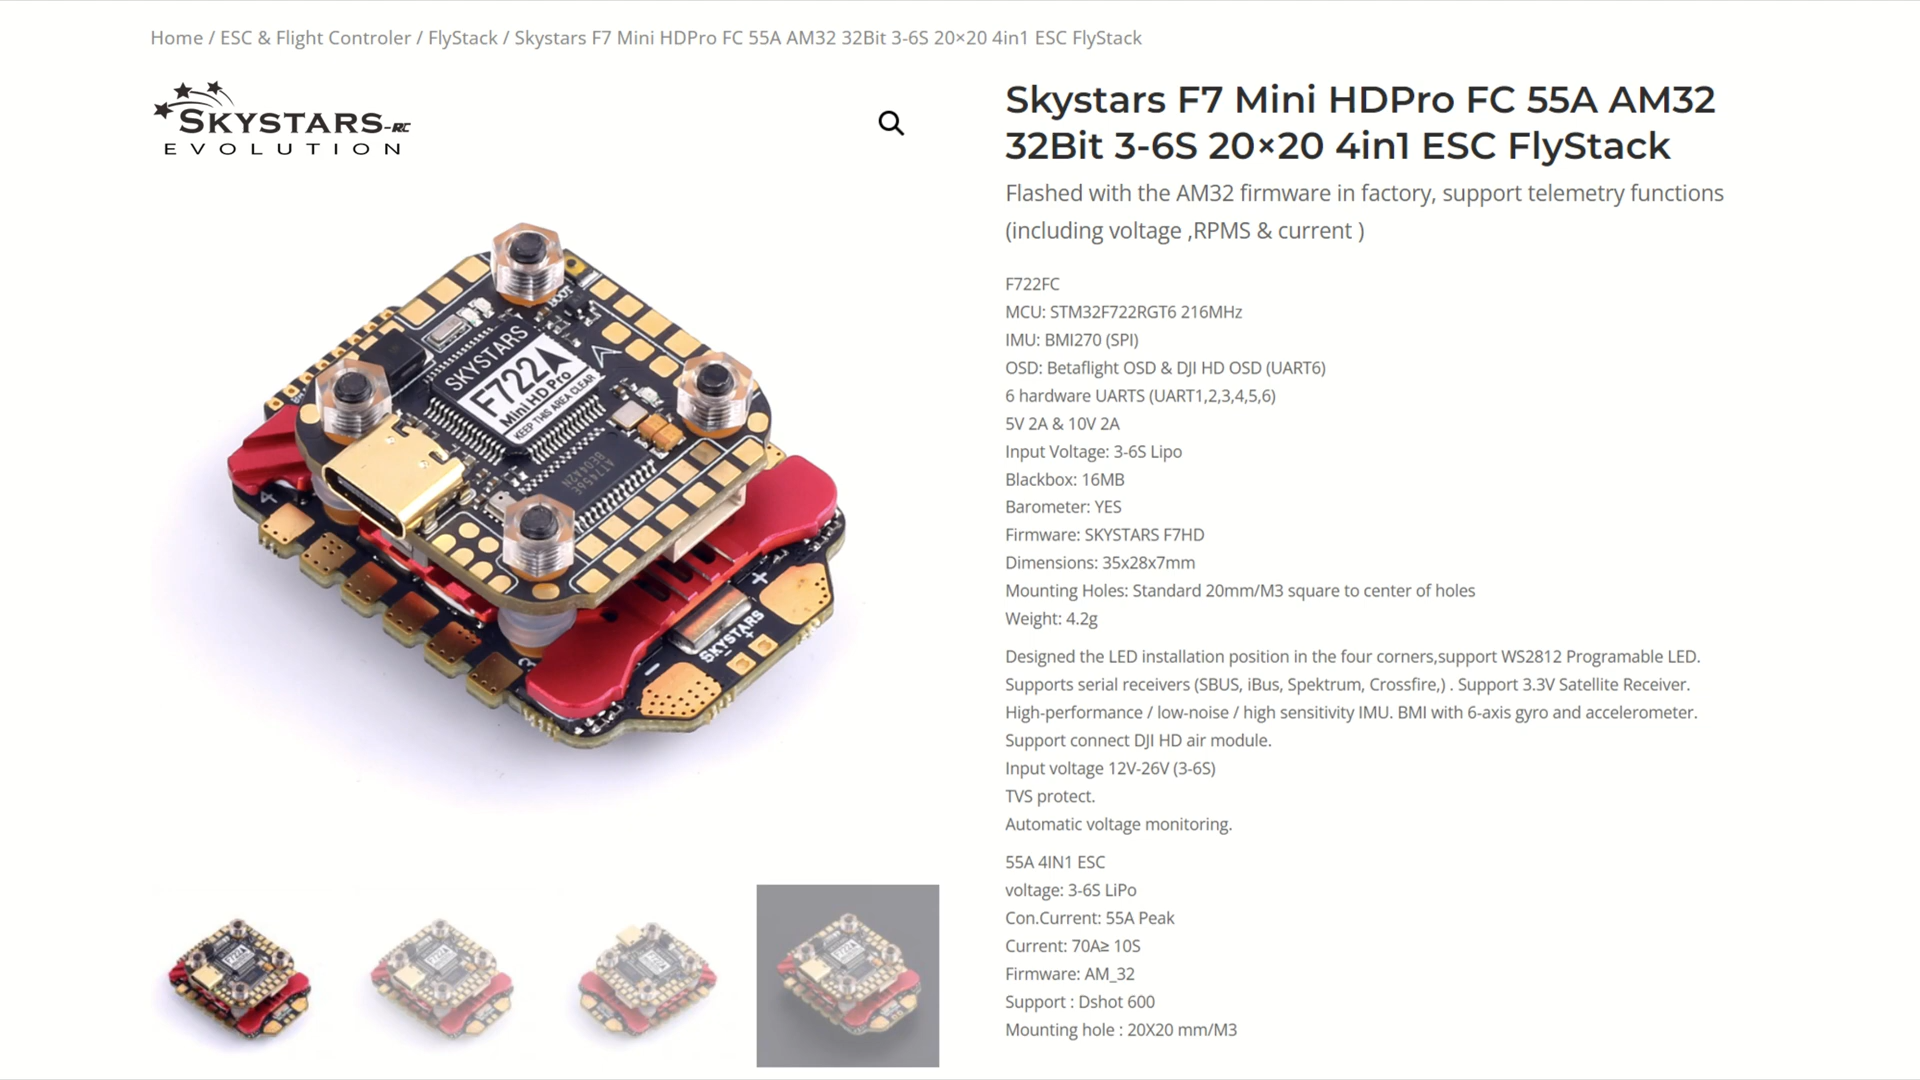 Home / ESC & Flight Controler / FlyStack / Skystars F7 Mini HDPro FC 55A AM32 32Bit 3-6S 20×20 4in1 ESC FlyStack
SKYSTARS-RC
EVOLUTION
BOOT
SKYSTARS
F722
Mini HD Pro
KEEP THIS AREA CLEAR
AT7456E
SKYSTARS
Skystars F7 Mini HDPro FC 55A AM32
32Bit 3-6S 20×20 4in1 ESC FlyStack
Flashed with the AM32 firmware in factory, support telemetry functions
(including voltage ,RPMS & current )
F722FC
MCU: STM32F722RGT6 216MHz
IMU: BMI270 (SPI)
OSD: Betaflight OSD & DJI HD OSD (UART6)
6 hardware UARTS (UART1,2,3,4,5,6)
5V 2A & 10V 2A
Input Voltage: 3-6S Lipo
Blackbox: 16MB
Barometer: YES
Firmware: SKYSTARS F7HD
Dimensions: 35x28x7mm
Mounting Holes: Standard 20mm/M3 square to center of holes
Weight: 4.2g
Designed the LED installation position in the four corners,support WS2812 Programable LED.
Supports serial receivers (SBUS, iBus, Spektrum, Crossfire,) . Support 3.3V Satellite Receiver.
High-performance / low-noise / high sensitivity IMU. BMI with 6-axis gyro and accelerometer.
Support connect DJI HD air module.
Input voltage 12V-26V (3-6S)
TVS protect.
Automatic voltage monitoring.
55A 4IN1 ESC
voltage: 3-6S LiPo
Con.Current: 55A Peak
Current: 70A≥ 10S
Firmware: AM_32
Support : Dshot 600
Mounting hole : 20X20 mm/M3